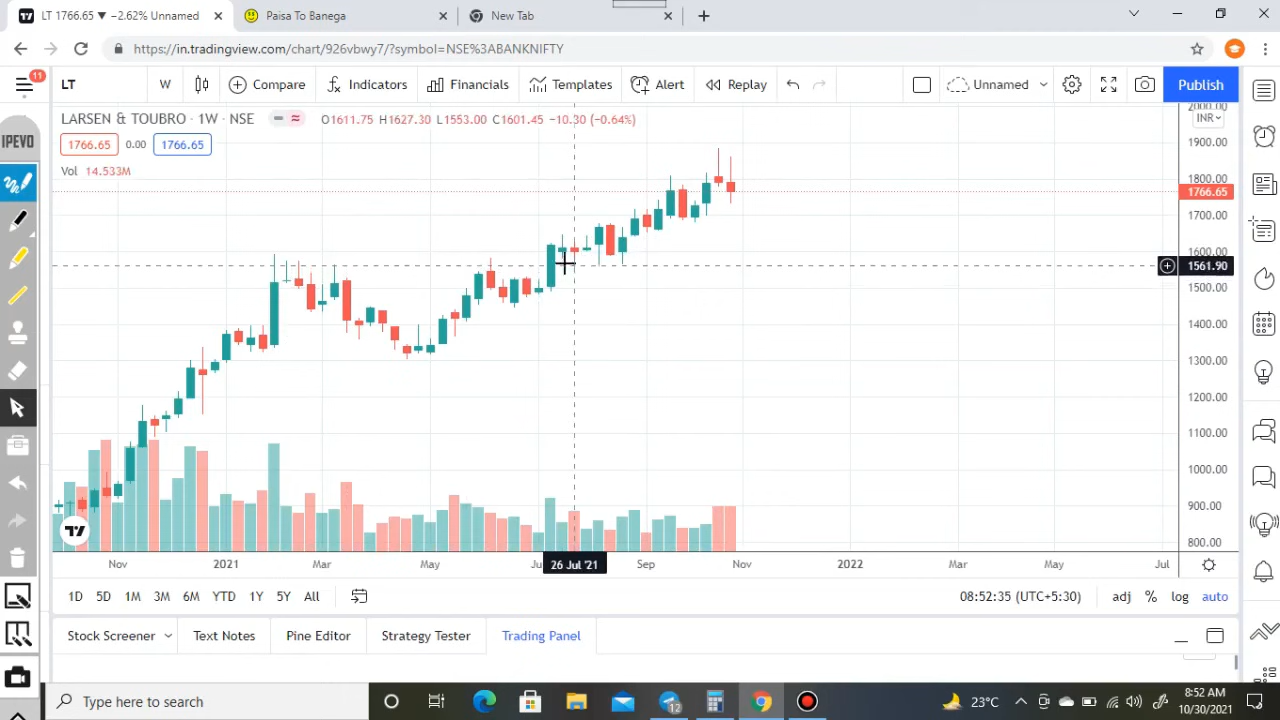 LT 1766.65 ▼ −2.62% Unnamed
Paisa To Banega
New Tab
https://in.tradingview.com/chart/926vbwy7/?symbol=NSE%3ABANKNIFTY
11
LT
W
Compare
Indicators
Financials
Templates
Alert
Replay
Unnamed
Publish
IPEVO
LARSEN & TOUBRO · 1W · NSE
O1611.75 H1627.30 L1553.00 C1601.45 −10.30 (−0.64%)
1766.65
0.00
1766.65
Vol 14.533M
2000.00
INR
1900.00
1800.00
1766.65
1700.00
1600.00
1561.90
1500.00
1400.00
1300.00
1200.00
1100.00
1000.00
900.00
800.00
Nov
2021
Mar
May
Ju
26 Jul '21
Sep
Nov
2022
Mar
May
Jul
1D 5D 1M 3M 6M YTD 1Y 5Y All
08:52:35 (UTC+5:30)
adj % log auto
Stock Screener
Text Notes
Pine Editor
Strategy Tester
Trading Panel
Type here to search
12
23°C
8:52 AM
10/30/2021